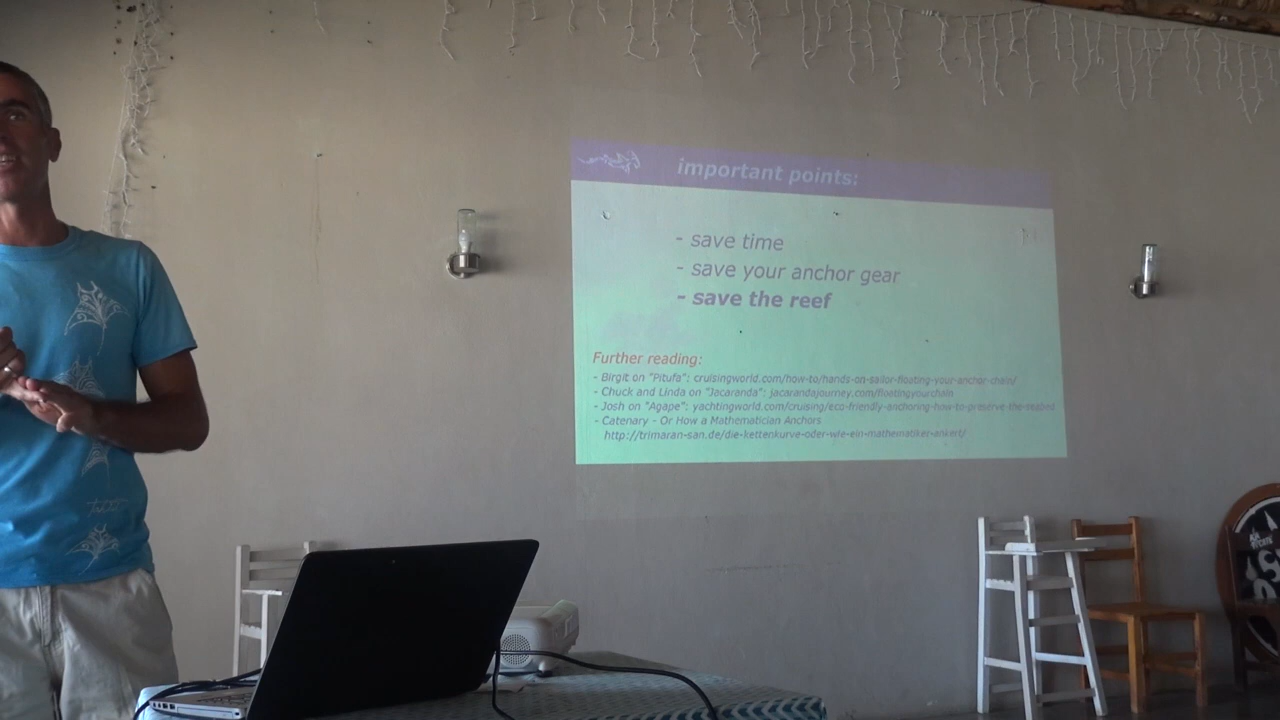 important points:
- save time
- save your anchor gear
- save the reef
Further reading:
- Birgit on "Pitufa": cruisingworld.com/how-to/hands-on-sailor-floating-your-anchor-chain/
- Chuck and Linda on "Jacaranda": jacarandajourney.com/floatingyourchain
- Josh on "Agape": yachtingworld.com/cruising/eco-friendly-anchoring-how-to-preserve-the-seabed
- Catenary - Or How a Mathematician Anchors
http://trimaran-san.de/die-kettenkurve-oder-wie-ein-mathematiker-ankert/